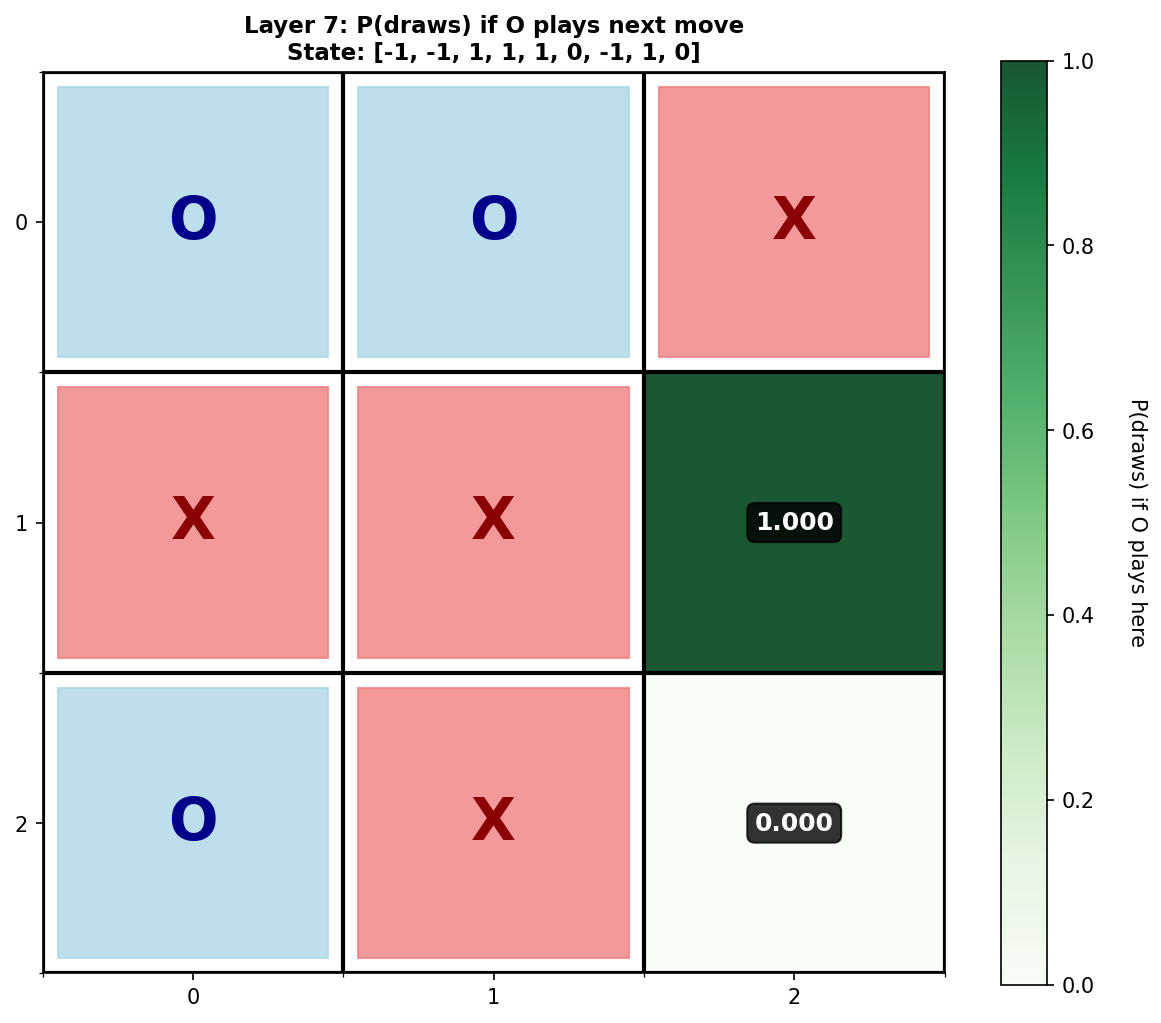 Layer 7: P(draws) if O plays next move
State: [-1, -1, 1, 1, 1, 0, -1, 1, 0]
0
O
O
X
1
X
X
1.000
2
O
X
0.000
0
1
2
1.0
0.8
0.6
0.4
0.2
0.0
P(draws) if O plays here